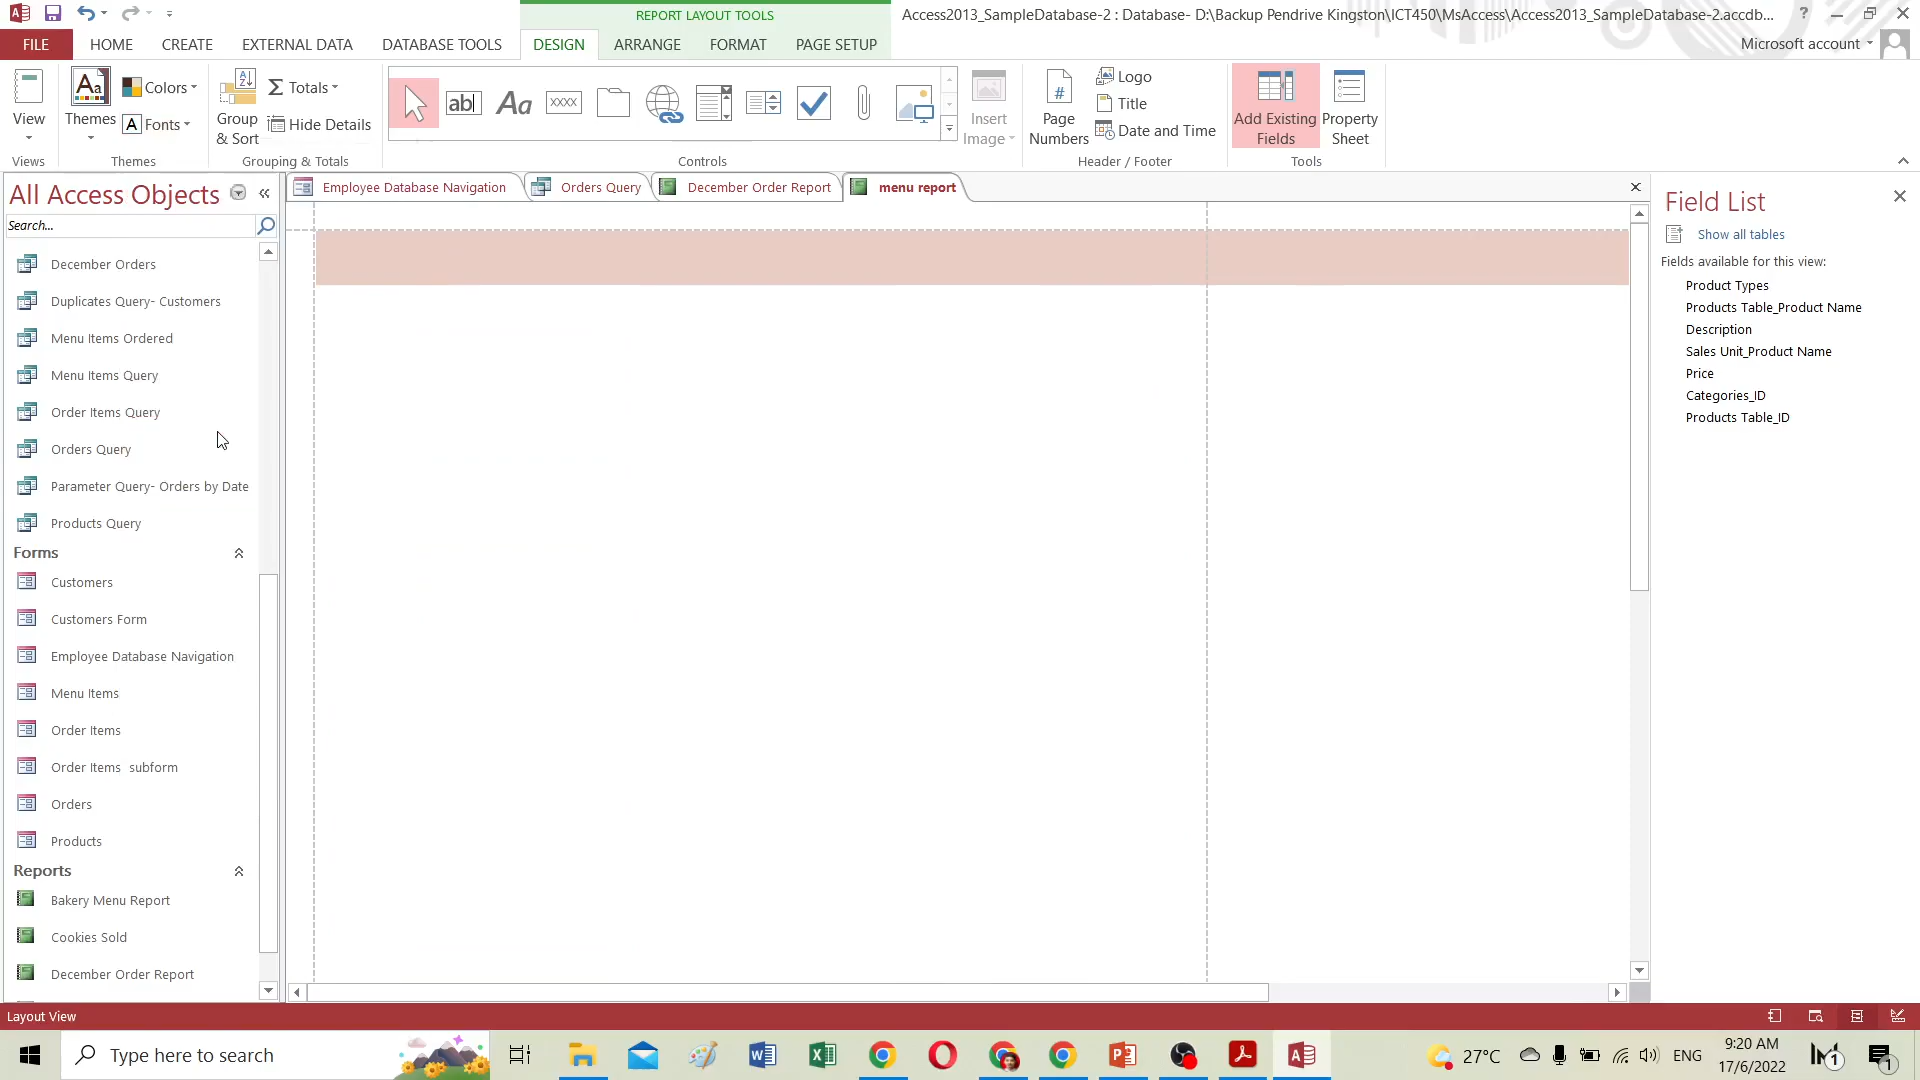 REPORT LAYOUT TOOLS
Access2013_SampleDatabase-2 : Database- D:\Backup Pendrive Kingston\ICT450\MsAccess\Access2013_SampleDatabase-2.accdb...
?
FILE
HOME
CREATE
EXTERNAL DATA
DATABASE TOOLS
DESIGN
ARRANGE
FORMAT
PAGE SETUP
Microsoft account
View
Themes
Colors
Fonts
Group
& Sort
Totals
Hide Details
ab|
Aa
XXXX
Insert
Image
Page
Numbers
Logo
Title
Date and Time
Add Existing
Fields
Property
Sheet
Views
Themes
Grouping & Totals
Controls
Header / Footer
Tools
All Access Objects
Search...
December Orders
Duplicates Query- Customers
Menu Items Ordered
Menu Items Query
Order Items Query
Orders Query
Parameter Query- Orders by Date
Products Query
Forms
Customers
Customers Form
Employee Database Navigation
Menu Items
Order Items
Order Items subform
Orders
Products
Reports
Bakery Menu Report
Cookies Sold
December Order Report
Employee Database Navigation
Orders Query
December Order Report
menu report
Field List
Show all tables
Fields available for this view:
Product Types
Products Table_Product Name
Description
Sales Unit_Product Name
Price
Categories_ID
Products Table_ID
Layout View
Type here to search
27°C
ENG
9:20 AM
17/6/2022
1
1